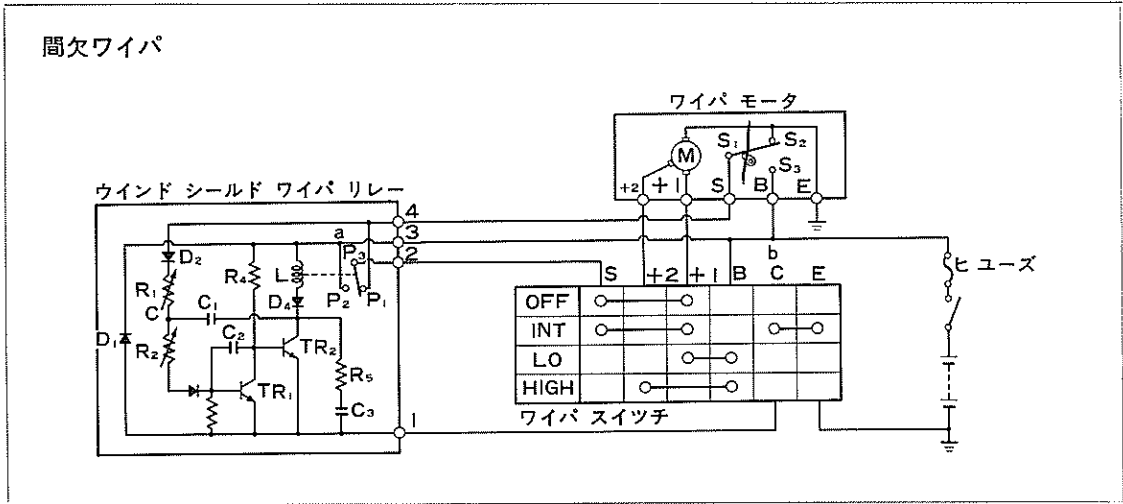 間欠ワイパ
ワイパ モータ
S₁ S₂
M
S₃
+2 +1 S B E
ウインド シールド ワイパ リレー
4
a 3
D₂ P₃ 2
R₁ R₄ L P₂ P₁
C C₁ D₄
D₁ R₂ C₂ TR₂
TR₁ R₅
C₃ 1
b
ヒューズ
S +2 +1 B C E
OFF
INT
LO
HIGH
ワイパ スイッチ